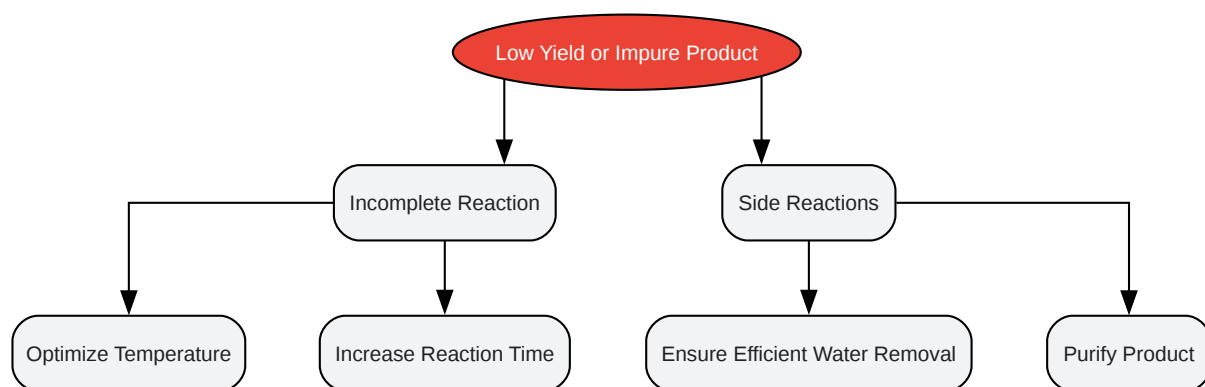 Low Yield or Impure Product
Incomplete Reaction
Side Reactions
Optimize Temperature
Increase Reaction Time
Ensure Efficient Water Removal
Purify Product